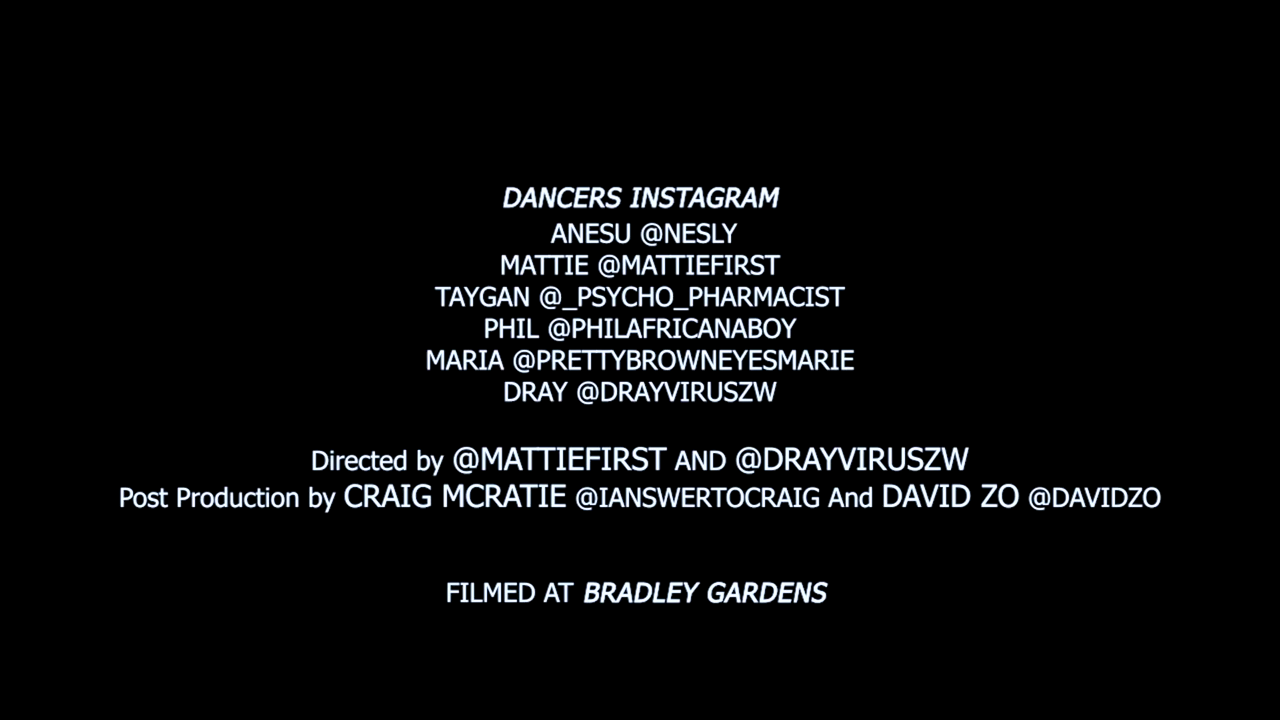 DANCERS INSTAGRAM
ANESU @NESLY
MATTIE @MATTIEFIRST
TAYGAN @_PSYCHO_PHARMACIST
PHIL @PHILAFRICANABOY
MARIA @PRETTYBROWNEYESMARIE
DRAY @DRAYVIRUSZW
Directed by @MATTIEFIRST AND @DRAYVIRUSZW
Post Production by CRAIG MCRATIE @IANSWERTOCRAIG And DAVID ZO @DAVIDZO
FILMED AT BRADLEY GARDENS